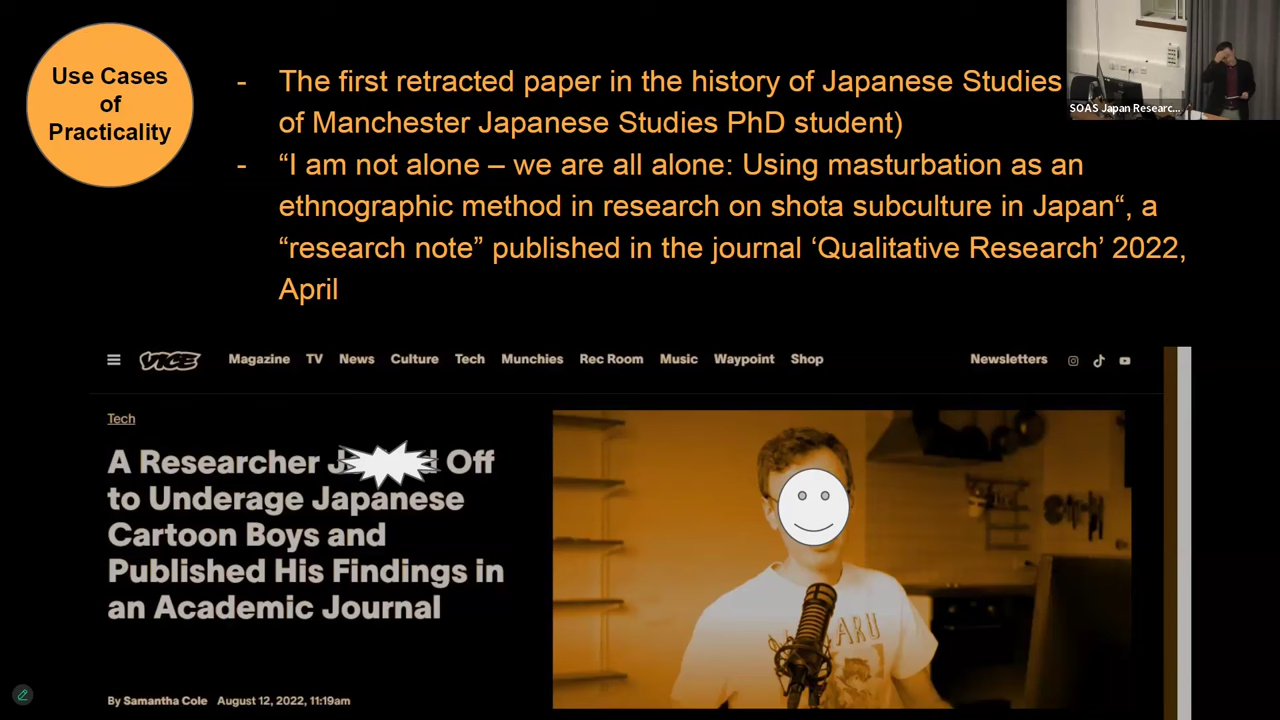 Use Cases
of
Practicality
- The first retracted paper in the history of Japanese Studies
of Manchester Japanese Studies PhD student)
- “I am not alone – we are all alone: Using masturbation as an
ethnographic method in research on shota subculture in Japan“, a
“research note” published in the journal ‘Qualitative Research’ 2022,
April
SOAS Japan Researc...
VICE Magazine TV News Culture Tech Munchies Rec Room Music Waypoint Shop Newsletters
Tech
A Researcher J Off
to Underage Japanese
Cartoon Boys and
Published His Findings in
an Academic Journal
By Samantha Cole August 12, 2022, 11:19am